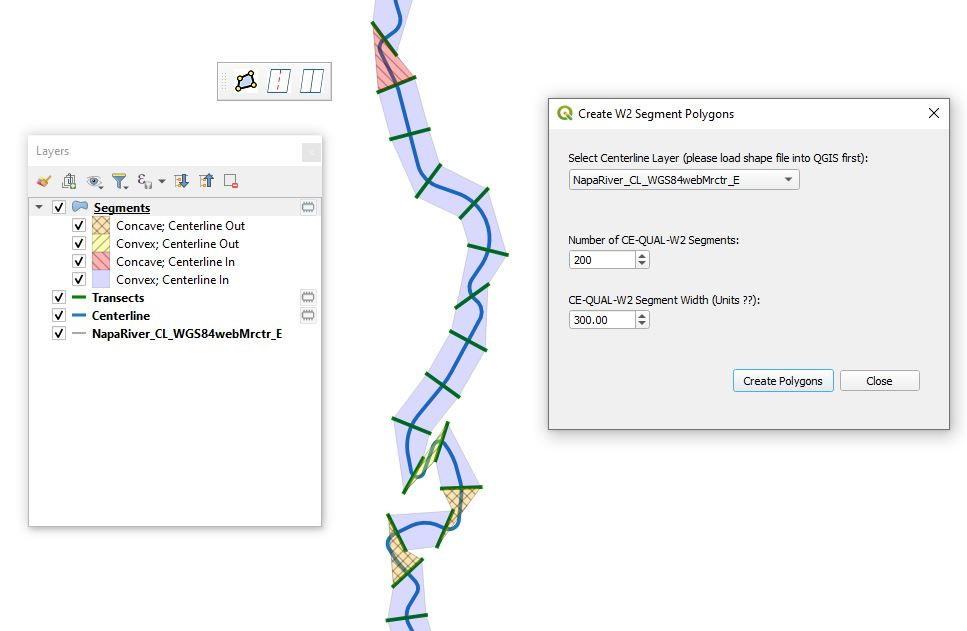 Layers
Segments
Concave; Centerline Out
Convex; Centerline Out
Concave; Centerline In
Convex; Centerline In
Transects
Centerline
NapaRiver_CL_WGS84webMrctr_E
Create W2 Segment Polygons
Select Centerline Layer (please load shape file into QGIS first):
NapaRiver_CL_WGS84webMrctr_E
Number of CE-QUAL-W2 Segments:
200
CE-QUAL-W2 Segment Width (Units ??):
300.00
Create Polygons
Close